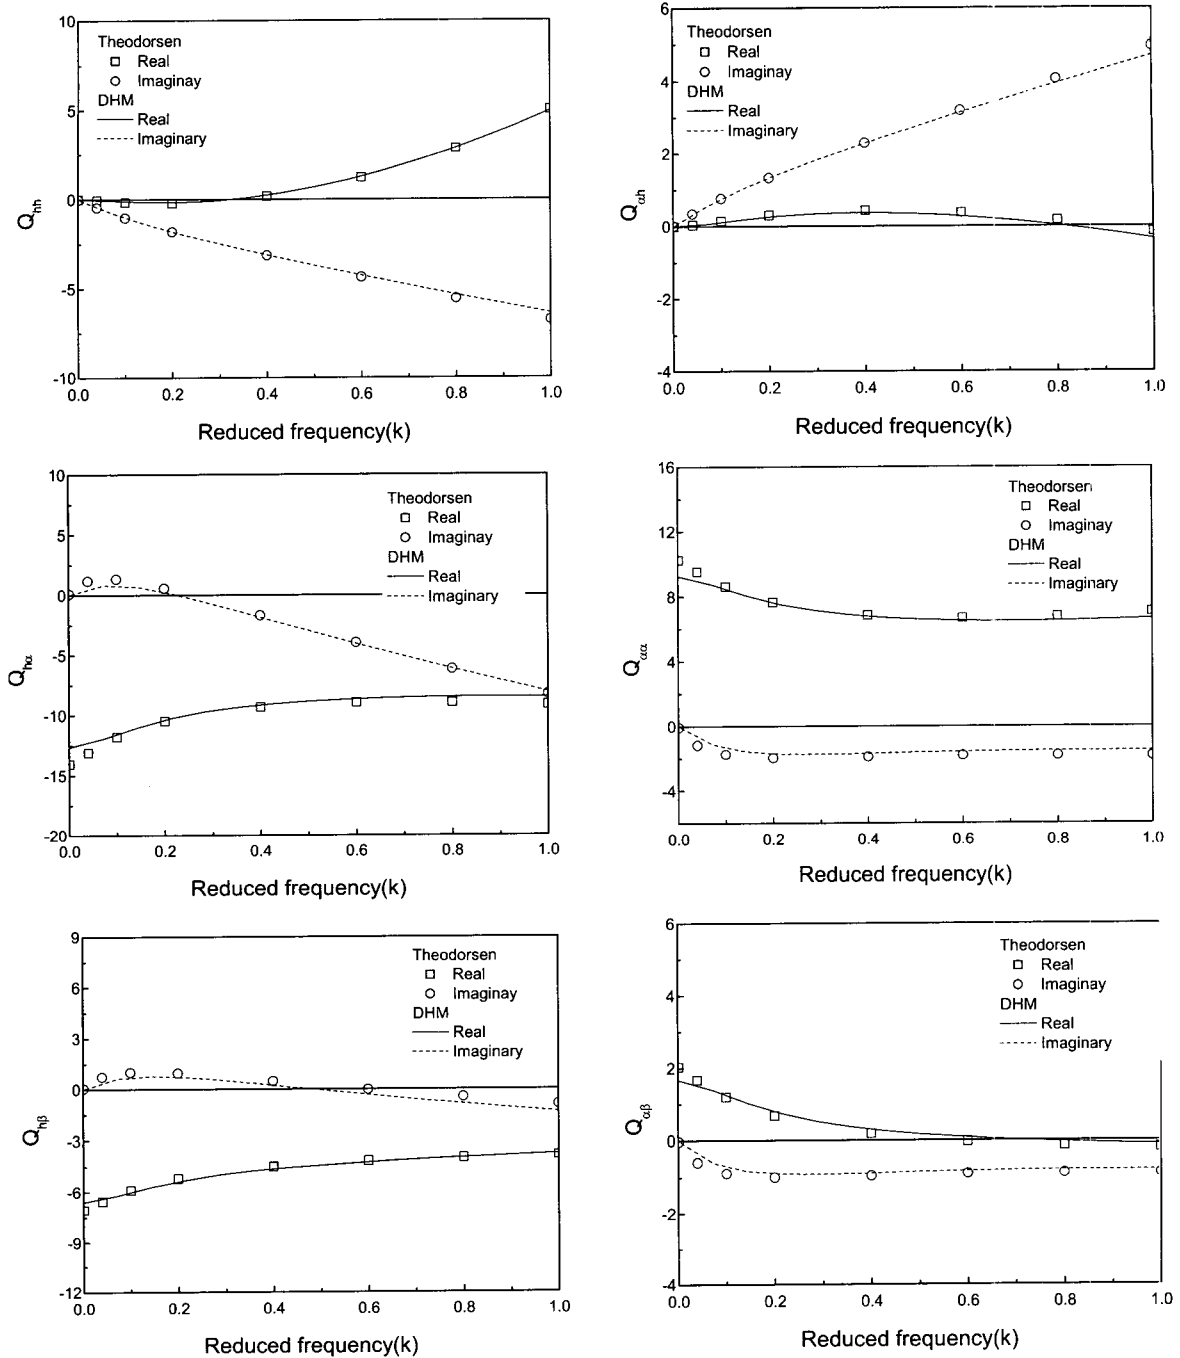 10
Theodorsen
Real
Imaginay
DHM
Real
Imaginary
5
0
-5
-10
Q hh
0.0 0.2 0.4 0.6 0.8 1.0
Reduced frequency(k)
6
Theodorsen
Real
Imaginay
DHM
Real
Imaginary
4
2
0
-2
-4
Q αh
0.0 0.2 0.4 0.6 0.8 1.0
Reduced frequency(k)
10
Theodorsen
Real
Imaginay
DHM
Real
Imaginary
5
0
-5
-10
-15
-20
Q hα
0.0 0.2 0.4 0.6 0.8 1.0
Reduced frequency(k)
16
Theodorsen
Real
Imaginay
DHM
Real
Imaginary
12
8
4
0
-4
Q αα
0.0 0.2 0.4 0.6 0.8 1.0
Reduced frequency(k)
9
Theodorsen
Real
Imaginay
DHM
Real
Imaginary
6
3
0
-3
-6
-9
-12
Q hβ
0.0 0.2 0.4 0.6 0.8 1.0
Reduced frequency(k)
6
Theodorsen
Real
Imaginay
DHM
Real
Imaginary
4
2
0
-2
-4
Q αβ
0.0 0.2 0.4 0.6 0.8 1.0
Reduced frequency(k)